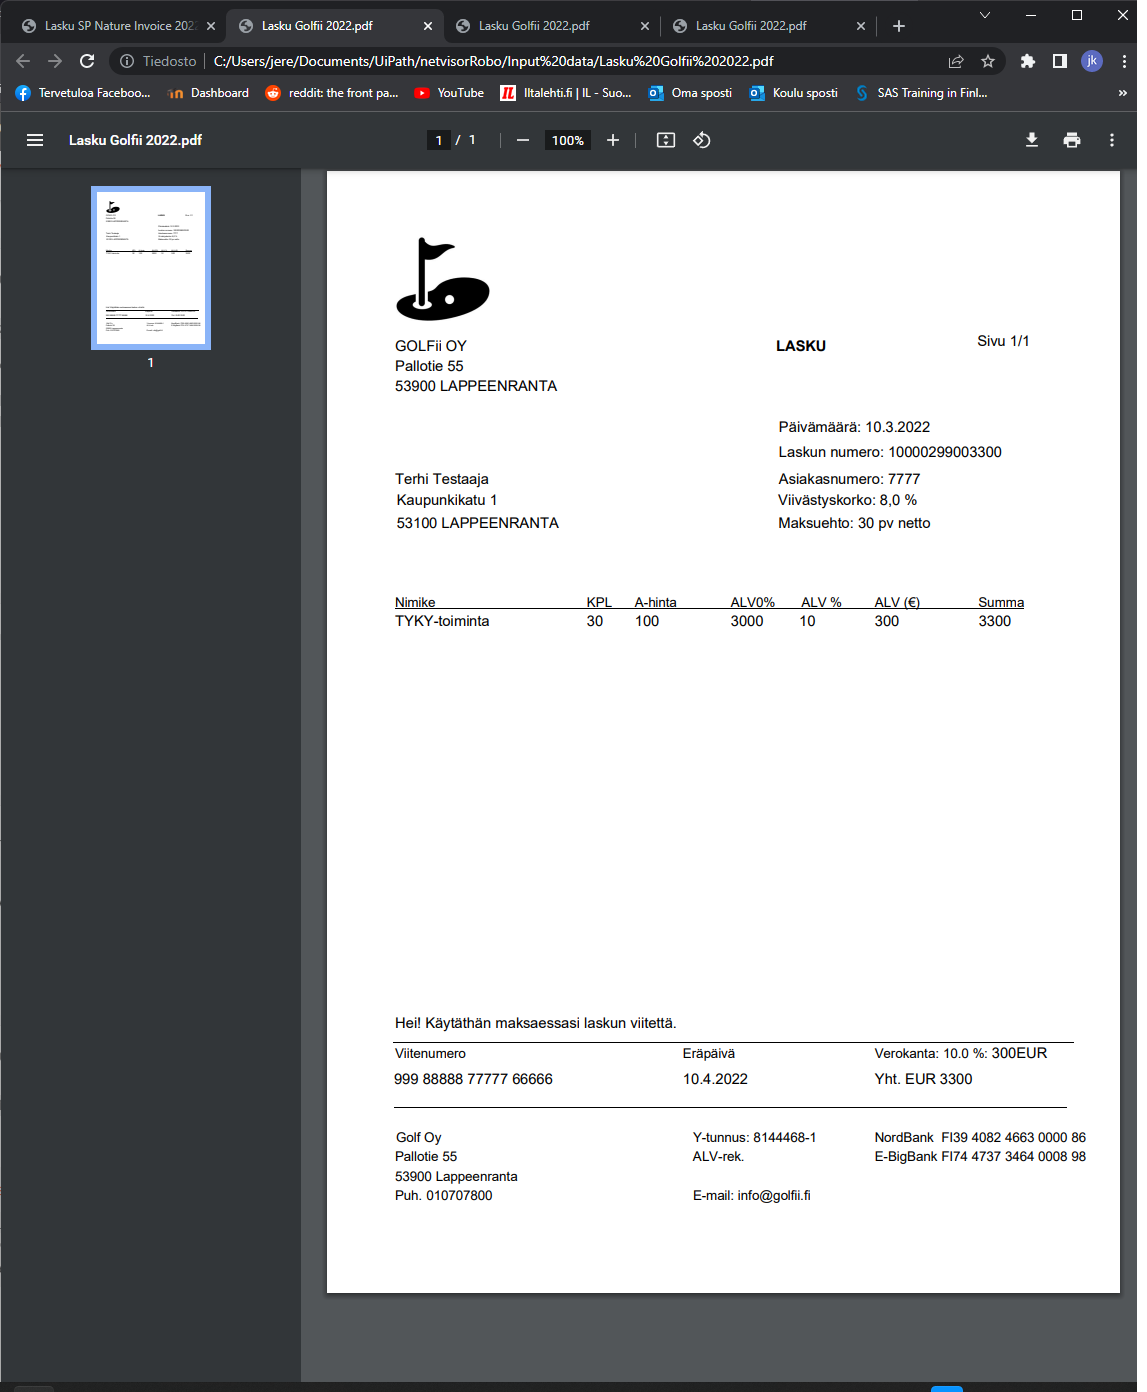 Lasku SP Nature Invoice 202
Lasku Golfii 2022.pdf
Lasku Golfii 2022.pdf
Lasku Golfii 2022.pdf
Tiedosto
C:/Users/jere/Documents/UiPath/netvisorRobo/Input%20data/Lasku%20Golfii%202022.pdf
jk
Tervetuloa Faceboo...
Dashboard
reddit: the front pa...
YouTube
IL
Iltalehti.fi | IL - Suo...
Oma sposti
Koulu sposti
SAS Training in Finl...
Lasku Golfii 2022.pdf
1 / 1
100%
1
GOLFii OY
LASKU
Sivu 1/1
Pallotie 55
53900 LAPPEENRANTA
Päivämäärä: 10.3.2022
Laskun numero: 10000299003300
Terhi Testaaja
Asiakasnumero: 7777
Kaupunkikatu 1
Viivästyskorko: 8,0 %
53100 LAPPEENRANTA
Maksuehto: 30 pv netto
Nimike KPL A-hinta ALV0% ALV % ALV (€) Summa
TYKY-toiminta 30 100 3000 10 300 3300
Hei! Käytäthän maksaessasi laskun viitettä.
Viitenumero Eräpäivä Verokanta: 10.0 %: 300EUR
999 88888 77777 66666 10.4.2022 Yht. EUR 3300
Golf Oy Y-tunnus: 8144468-1 NordBank FI39 4082 4663 0000 86
Pallotie 55 ALV-rek. E-BigBank FI74 4737 3464 0008 98
53900 Lappeenranta
Puh. 010707800 E-mail: info@golfii.fi